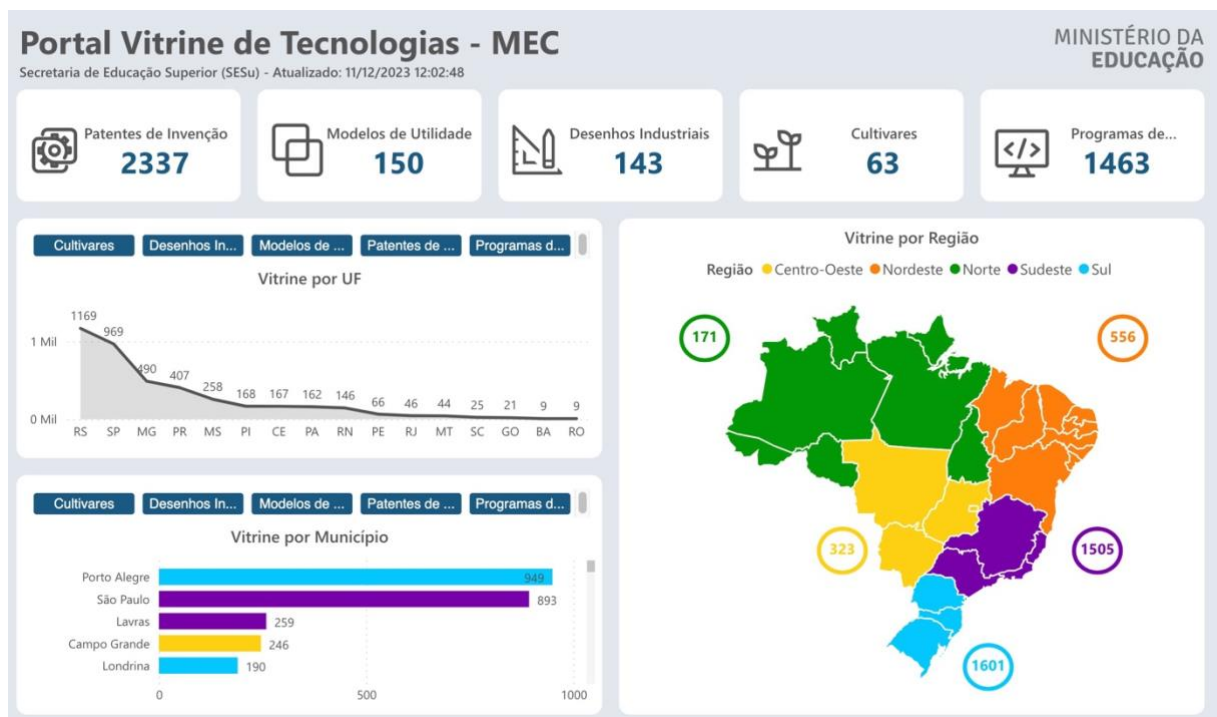 Portal Vitrine de Tecnologias - MEC
Secretaria de Educação Superior (SESu) - Atualizado: 11/12/2023 12:02:48
MINISTÉRIO DA
EDUCAÇÃO
Patentes de Invenção
2337
Modelos de Utilidade
150
Desenhos Industriais
143
Cultivares
63
</>
Programas de...
1463
Cultivares Desenhos In... Modelos de ... Patentes de ... Programas d...
Vitrine por UF
1169 969 490 407 258 168 167 162 146 66 46 44 25 21 9 9
1 Mil
0 Mil
RS SP MG PR MS PI CE PA RN PE RJ MT SC GO BA RO
Cultivares Desenhos In... Modelos de ... Patentes de ... Programas d...
Vitrine por Município
Porto Alegre 949
São Paulo 893
Lavras 259
Campo Grande 246
Londrina 190
0 500 1000
Vitrine por Região
Região Centro-Oeste Nordeste Norte Sudeste Sul
171
556
323
1505
1601